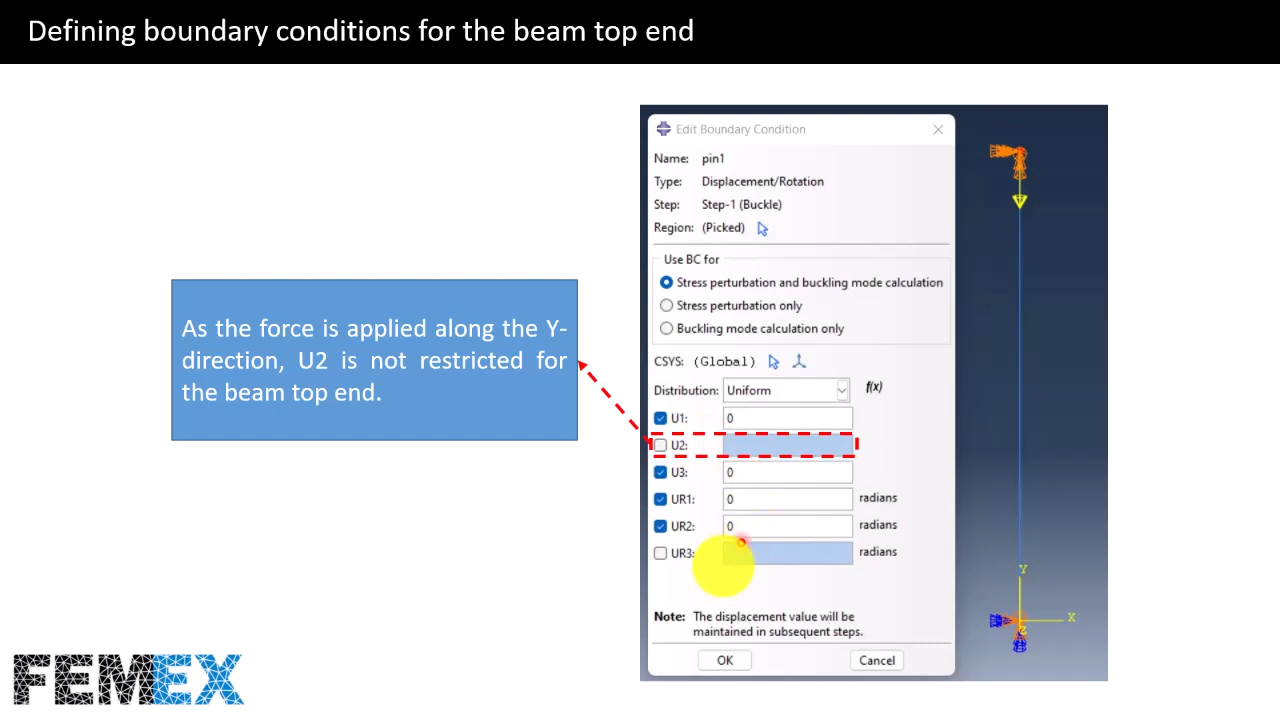 Defining boundary conditions for the beam top end
As the force is applied along the Y-
direction, U2 is not restricted for
the beam top end.
Edit Boundary Condition
Name: pin1
Type: Displacement/Rotation
Step: Step-1 (Buckle)
Region: (Picked)
Use BC for
Stress perturbation and buckling mode calculation
Stress perturbation only
Buckling mode calculation only
CSYS: (Global)
Distribution: Uniform f(x)
U1: 0
U2:
U3: 0
UR1: 0 radians
UR2: 0 radians
UR3: radians
Note: The displacement value will be
maintained in subsequent steps.
OK Cancel
Y
X
Z
FEMEX